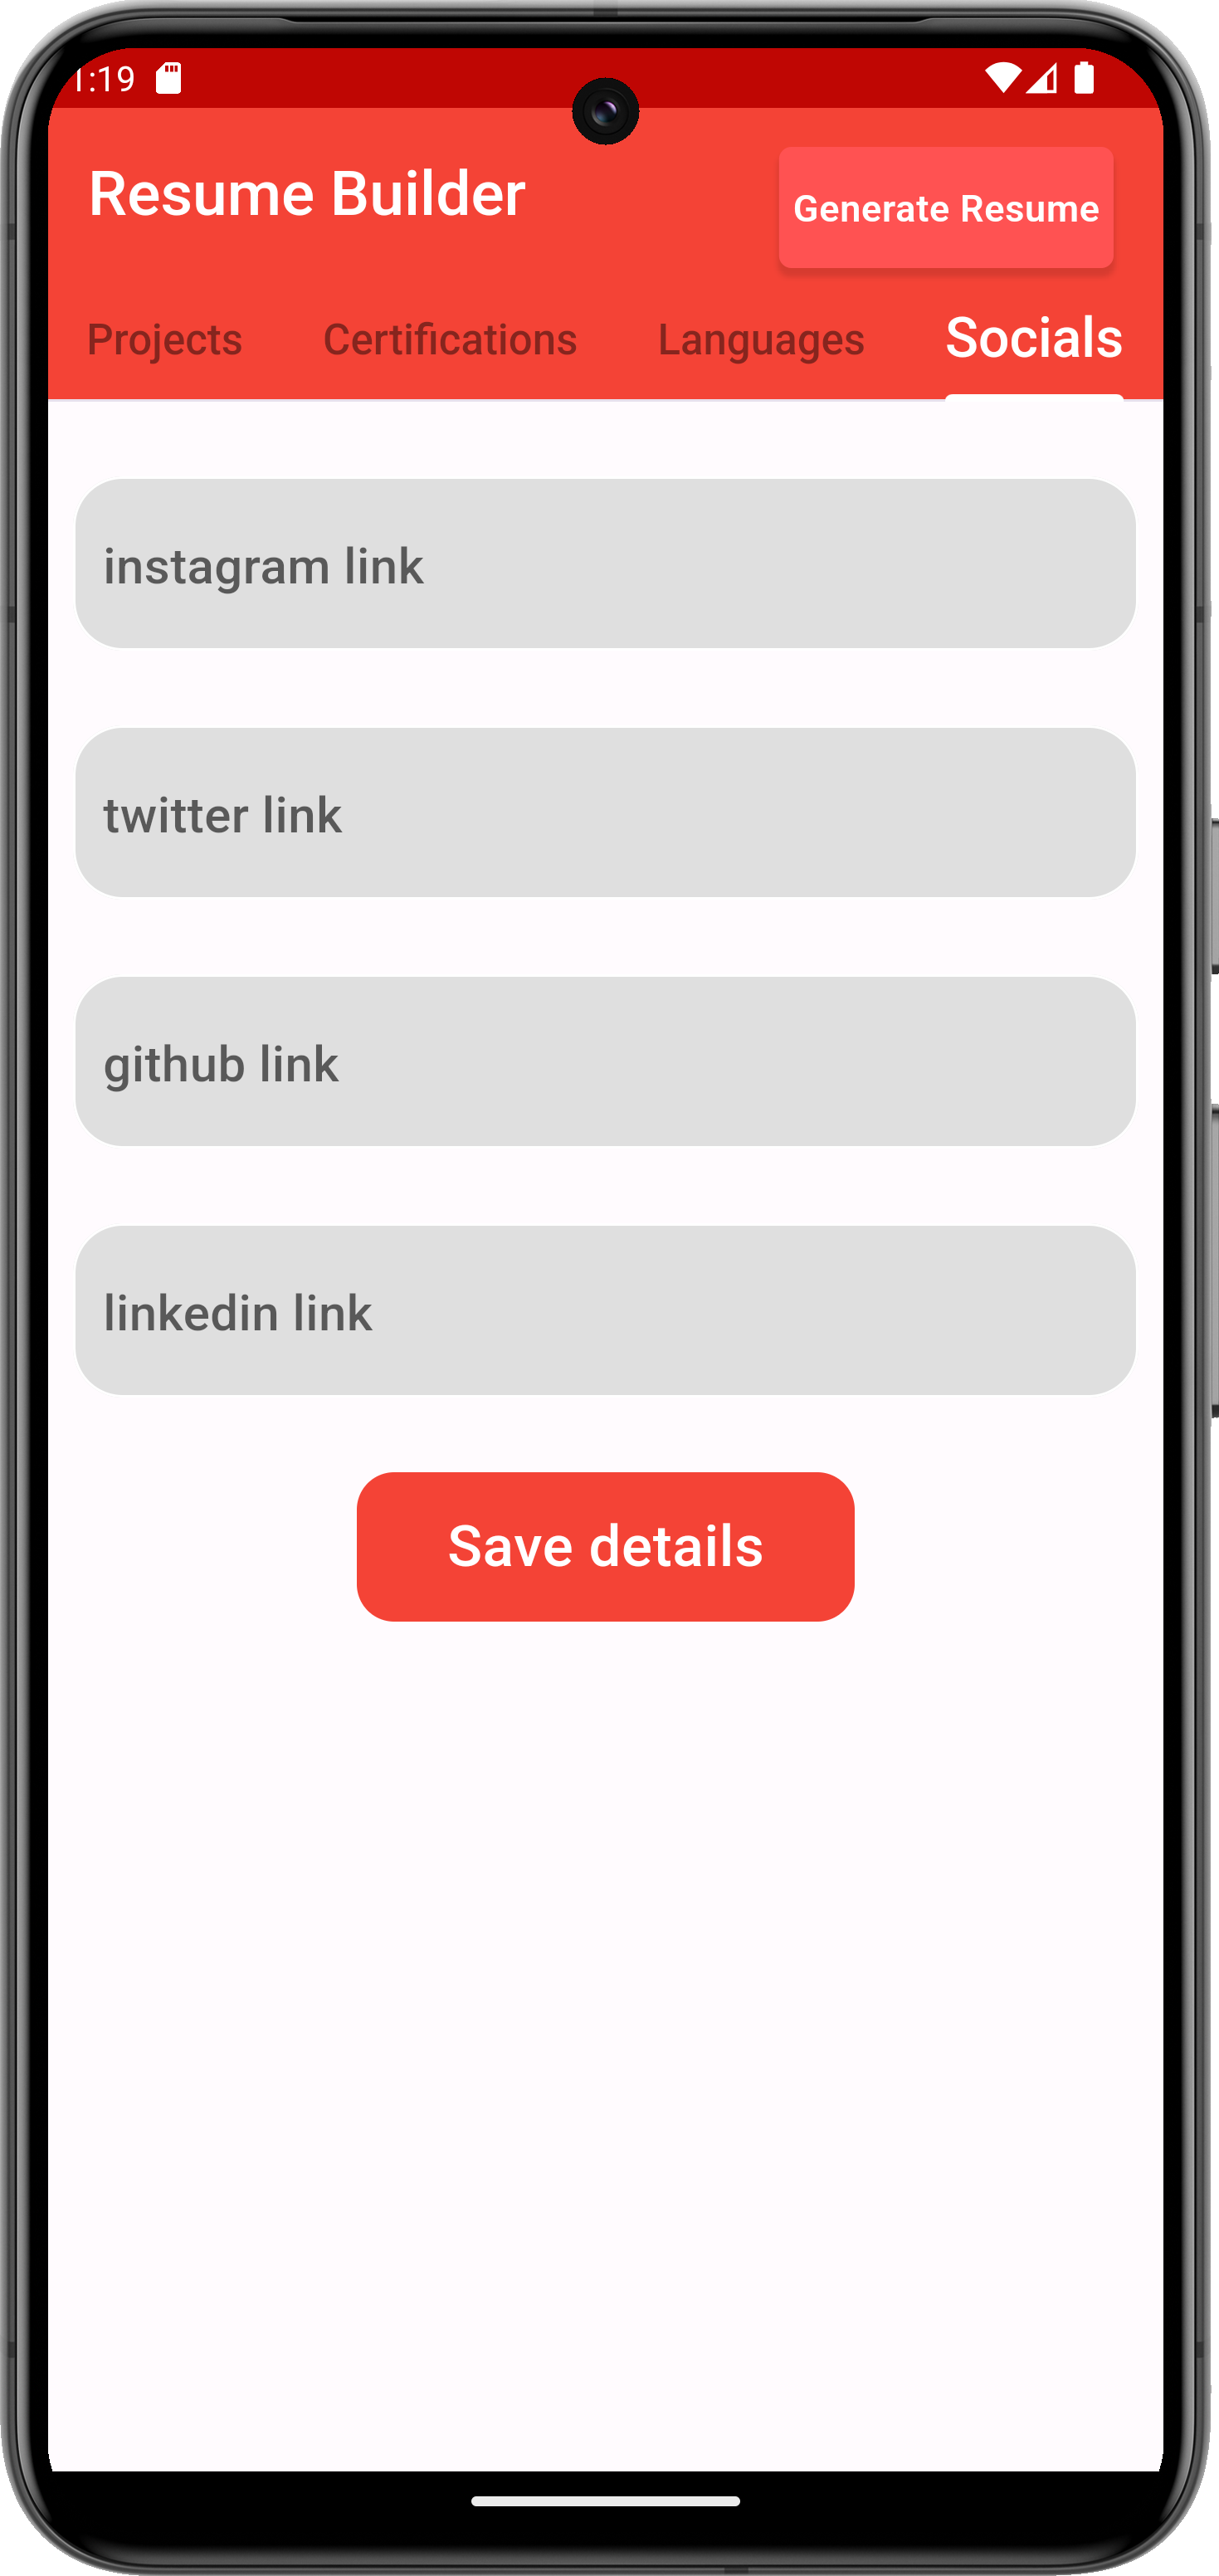 1:19
Resume Builder
Generate Resume
Projects Certifications Languages Socials
instagram link
twitter link
github link
linkedin link
Save details